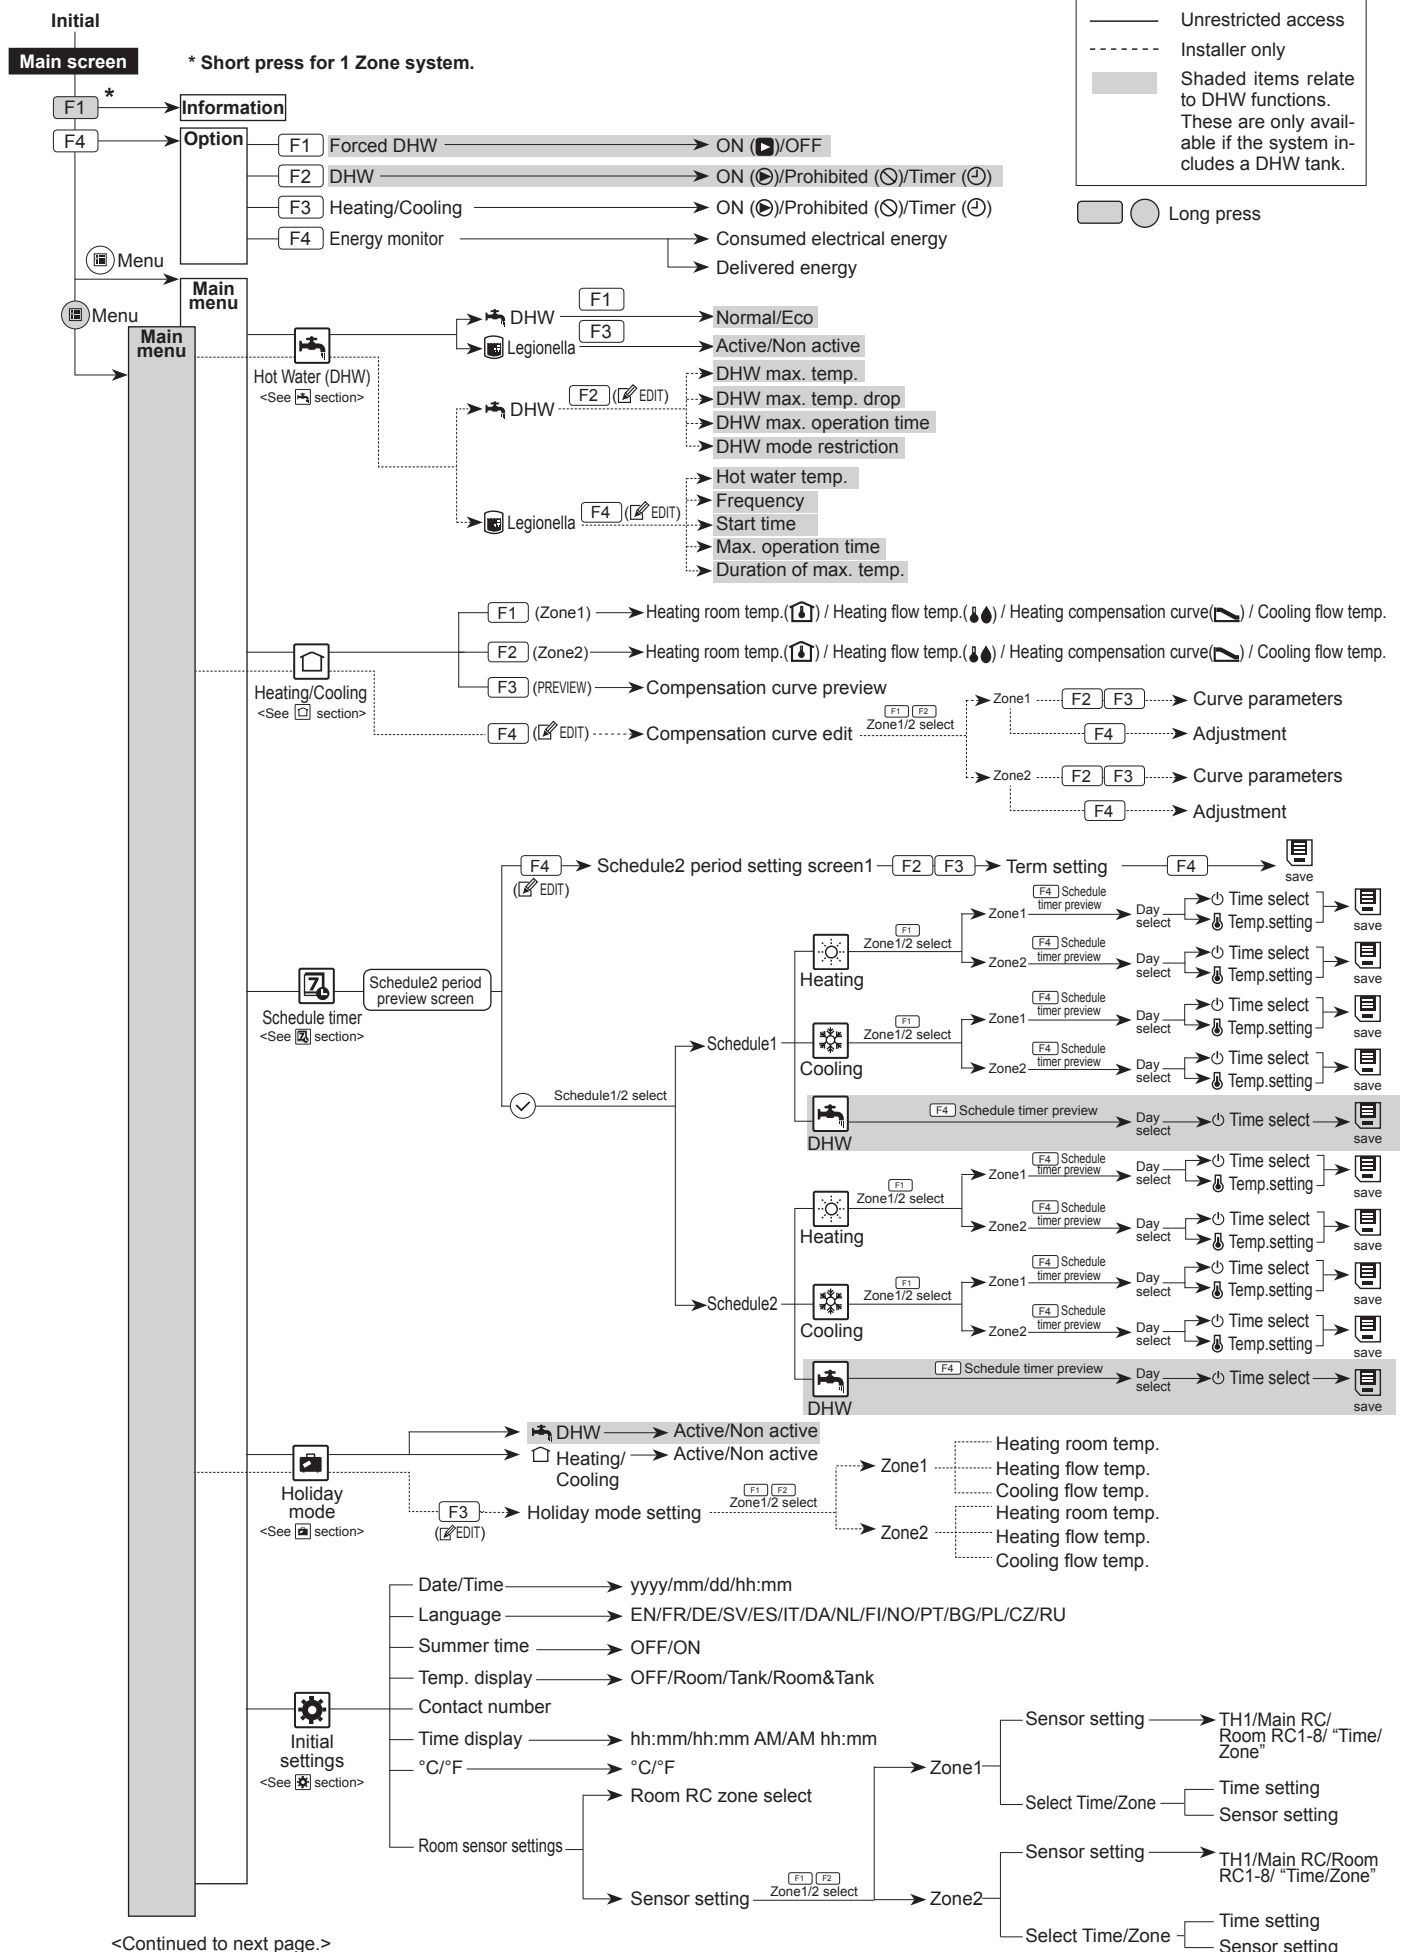 Initial
Main screen
* Short press for 1 Zone system.
Unrestricted access
Installer only
Shaded items relate
to DHW functions.
These are only avail-
able if the system in-
cludes a DHW tank.
Long press
F1 * Information
F4 Option
F1 Forced DHW ON ()/OFF
F2 DHW ON ()/Prohibited ()/Timer ()
F3 Heating/Cooling ON ()/Prohibited ()/Timer ()
F4 Energy monitor Consumed electrical energy
Delivered energy
Menu
Main
menu
Menu
Main
menu
Hot Water (DHW)
<See section>
DHW F1 Normal/Eco
Legionella F3 Active/Non active
DHW F2 (EDIT)
DHW max. temp.
DHW max. temp. drop
DHW max. operation time
DHW mode restriction
Legionella F4 (EDIT)
Hot water temp.
Frequency
Start time
Max. operation time
Duration of max. temp.
Heating/Cooling
<See section>
F1 (Zone1) Heating room temp.() / Heating flow temp.() / Heating compensation curve() / Cooling flow temp.
F2 (Zone2) Heating room temp.() / Heating flow temp.() / Heating compensation curve() / Cooling flow temp.
F3 (PREVIEW) Compensation curve preview
F4 (EDIT) Compensation curve edit
F1 F2
Zone1/2 select
Zone1 F2 F3 Curve parameters
F4 Adjustment
Zone2 F2 F3 Curve parameters
F4 Adjustment
7
Schedule timer
<See 7 section>
Schedule2 period
preview screen
F4 Schedule2 period setting screen1 F2 F3 Term setting F4 save
(EDIT)
Schedule1/2 select
Schedule1
Heating
F1
Zone1/2 select
Zone1 F4 Schedule
timer preview Day
select Time select
Temp.setting save
Zone2 F4 Schedule
timer preview Day
select Time select
Temp.setting save
Cooling
F1
Zone1/2 select
Zone1 F4 Schedule
timer preview Day
select Time select
Temp.setting save
Zone2 F4 Schedule
timer preview Day
select Time select
Temp.setting save
DHW
F4 Schedule timer preview Day
select Time select save
Schedule2
Heating
F1
Zone1/2 select
Zone1 F4 Schedule
timer preview Day
select Time select
Temp.setting save
Zone2 F4 Schedule
timer preview Day
select Time select
Temp.setting save
Cooling
F1
Zone1/2 select
Zone1 F4 Schedule
timer preview Day
select Time select
Temp.setting save
Zone2 F4 Schedule
timer preview Day
select Time select
Temp.setting save
DHW
F4 Schedule timer preview Day
select Time select save
Holiday
mode
<See section>
DHW Active/Non active
Heating/
Cooling Active/Non active
F3
(EDIT)
Holiday mode setting
F1 F2
Zone1/2 select
Zone1
Heating room temp.
Heating flow temp.
Cooling flow temp.
Zone2
Heating room temp.
Heating flow temp.
Cooling flow temp.
Initial
settings
<See section>
Date/Time yyyy/mm/dd/hh:mm
Language EN/FR/DE/SV/ES/IT/DA/NL/FI/NO/PT/BG/PL/CZ/RU
Summer time OFF/ON
Temp. display OFF/Room/Tank/Room&Tank
Contact number
Time display hh:mm/hh:mm AM/AM hh:mm
°C/°F °C/°F
Room sensor settings
Room RC zone select
Sensor setting
F1 F2
Zone1/2 select
Zone1
Sensor setting TH1/Main RC/
Room RC1-8/ “Time/
Zone”
Select Time/Zone
Time setting
Sensor setting
Zone2
Sensor setting TH1/Main RC/Room
RC1-8/ “Time/Zone”
Select Time/Zone
Time setting
Sensor setting
<Continued to next page.>